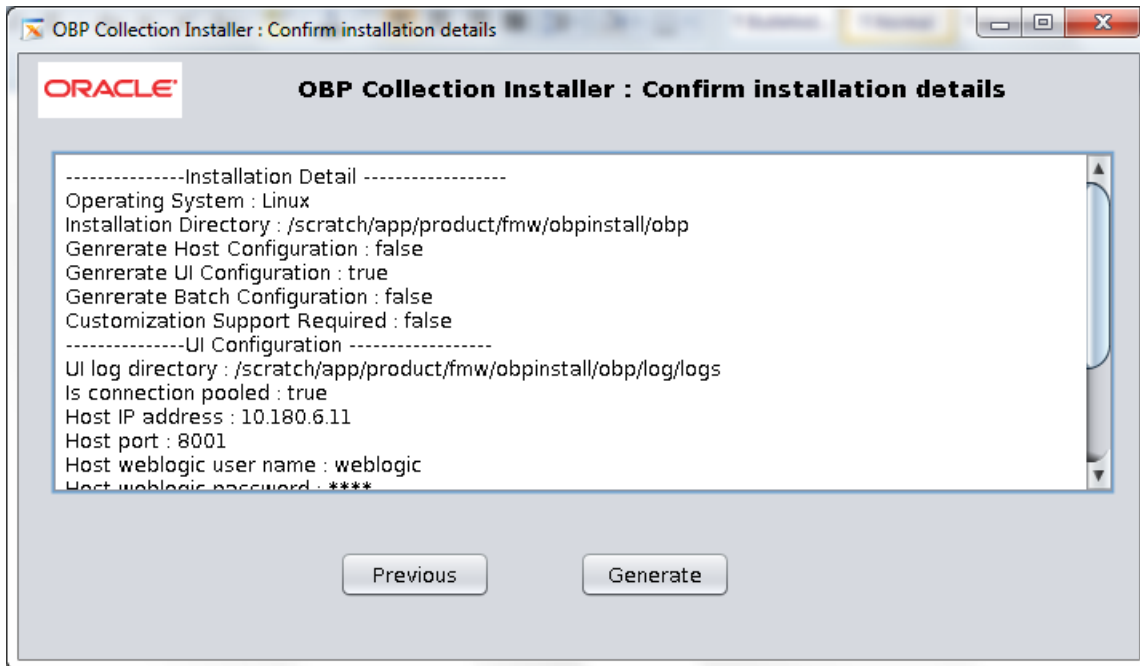 OBP Collection Installer : Confirm installation details
ORACLE
OBP Collection Installer : Confirm installation details
---------------Installation Detail ------------------
Operating System : Linux
Installation Directory : /scratch/app/product/fmw/obpinstall/obp
Genrerate Host Configuration : false
Genrerate UI Configuration : true
Genrerate Batch Configuration : false
Customization Support Required : false
---------------UI Configuration ------------------
UI log directory : /scratch/app/product/fmw/obpinstall/obp/log/logs
Is connection pooled : true
Host IP address : 10.180.6.11
Host port : 8001
Host weblogic user name : weblogic
Host weblogic password : ****
Previous
Generate